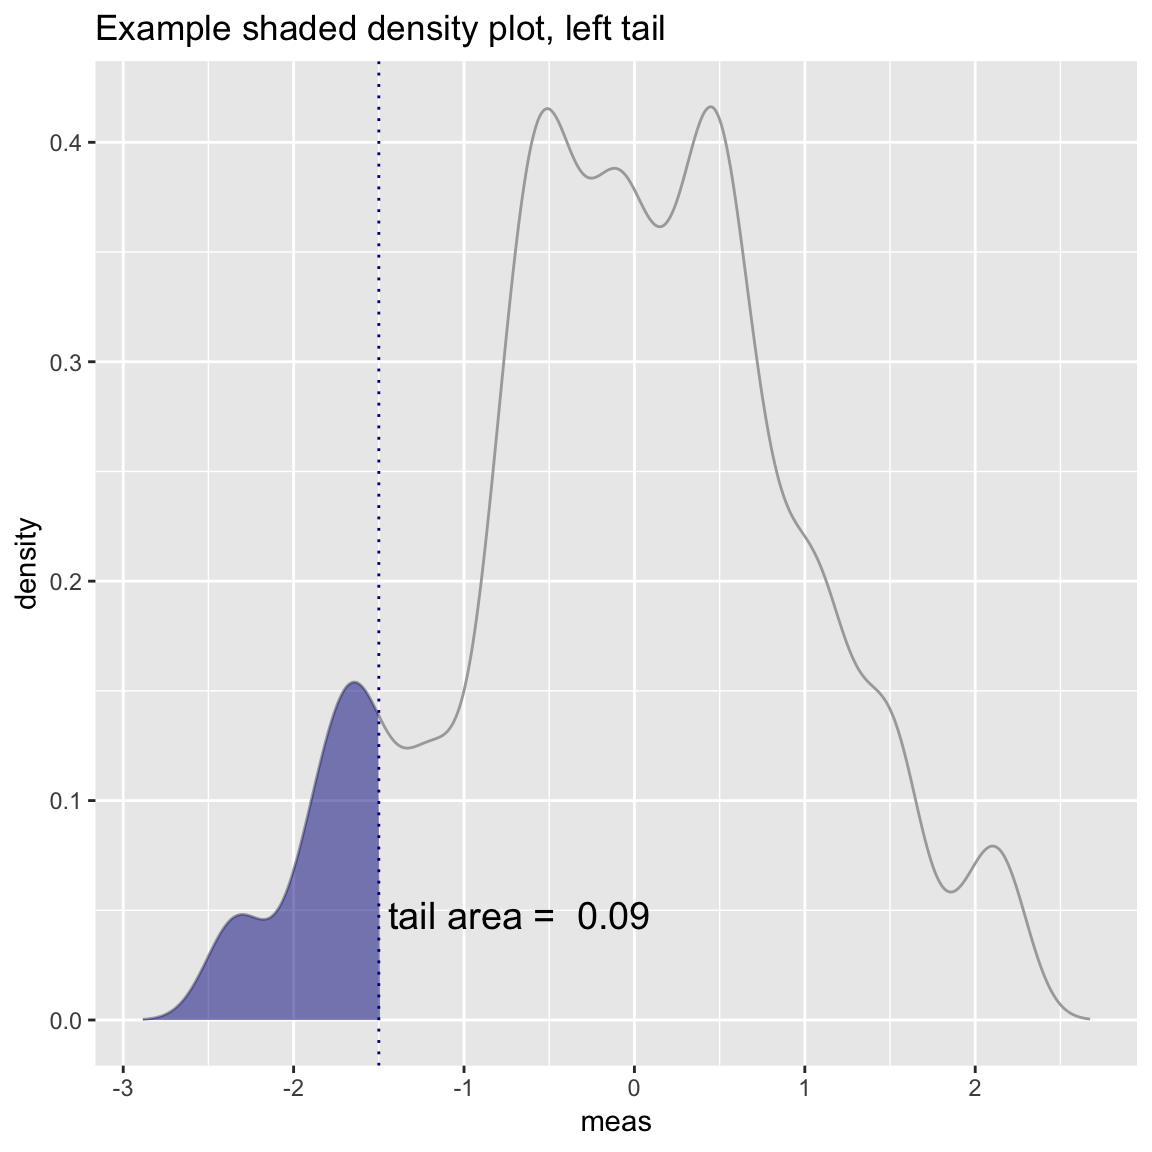 Example shaded density plot, left tail
0.4
0.3
density
0.2
0.1
tail area =  0.09
0.0
-3 -2 -1 0 1 2
meas